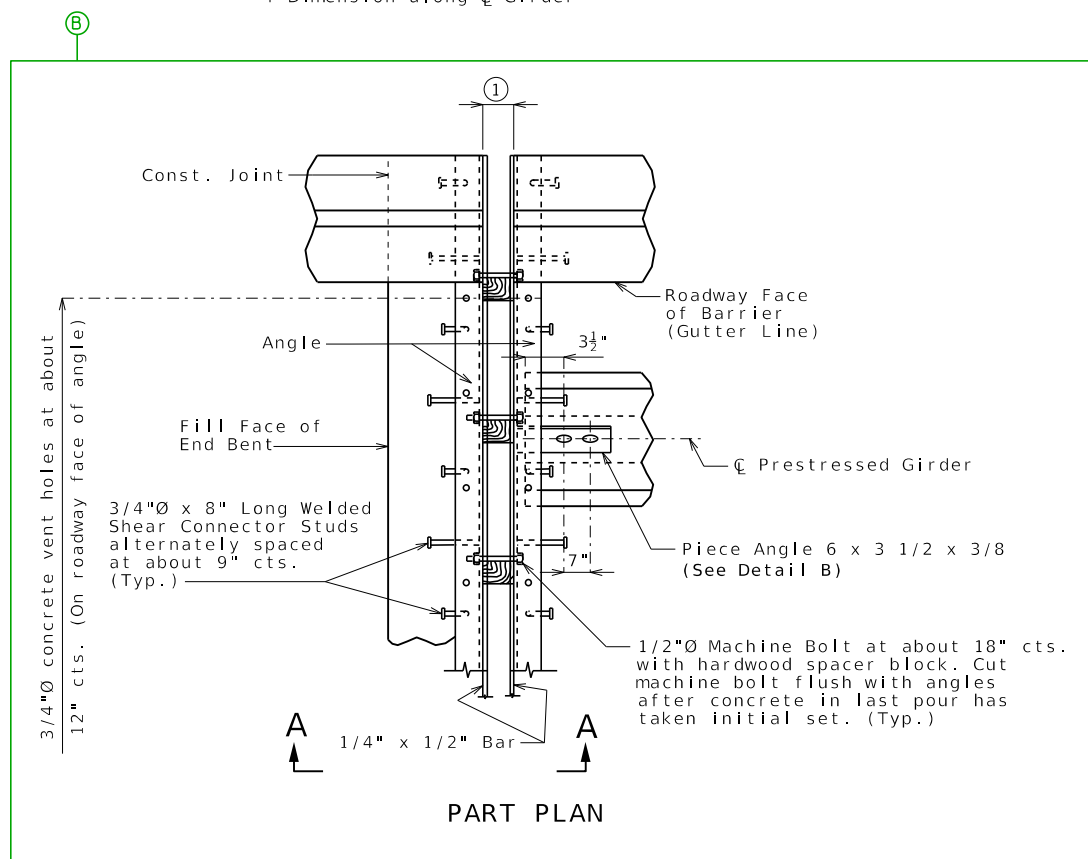 Ⓑ
①
Const. Joint
Roadway Face
of Barrier
(Gutter Line)
3½"
Angle
3/4"Ø concrete vent holes at about
12" cts. (On roadway face of angle)
Fill Face of
End Bent
℄ Prestressed Girder
3/4"Ø x 8" Long Welded
Shear Connector Studs
alternately spaced
at about 9" cts.
(Typ.)
7"
Piece Angle 6 x 3 1/2 x 3/8
(See Detail B)
1/2"Ø Machine Bolt at about 18" cts.
with hardwood spacer block. Cut
machine bolt flush with angles
after concrete in last pour has
taken initial set. (Typ.)
A
A
1/4" x 1/2" Bar
PART PLAN